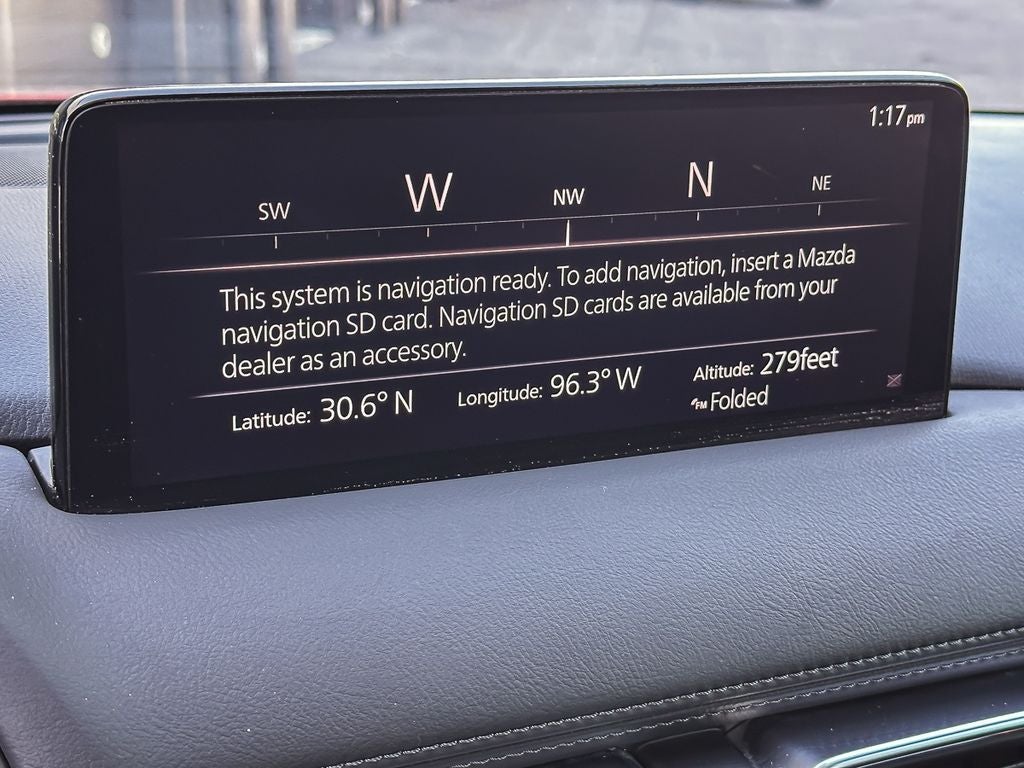 1:17pm
SW W NW N NE
This system is navigation ready. To add navigation, insert a Mazda
navigation SD card. Navigation SD cards are available from your
dealer as an accessory.
Latitude: 30.6° N Longitude: 96.3° W Altitude: 279feet
FM Folded